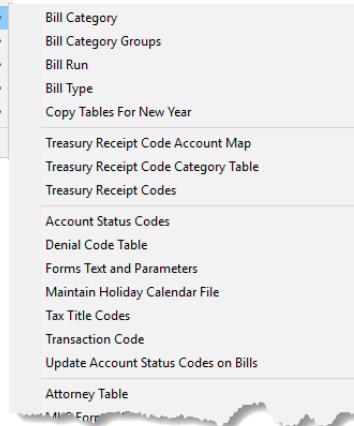 Bill Category
Bill Category Groups
Bill Run
Bill Type
Copy Tables For New Year
Treasury Receipt Code Account Map
Treasury Receipt Code Category Table
Treasury Receipt Codes
Account Status Codes
Denial Code Table
Forms Text and Parameters
Maintain Holiday Calendar File
Tax Title Codes
Transaction Code
Update Account Status Codes on Bills
Attorney Table